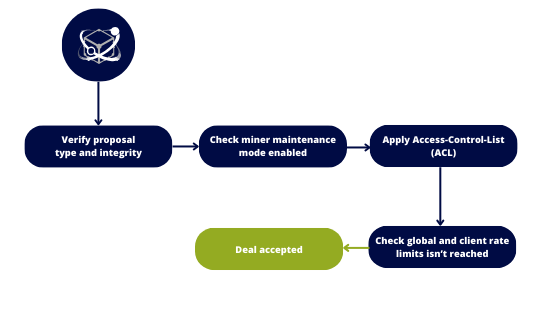 Verify proposal
type and integrity
Check miner maintenance
mode enabled
Apply Access-Control-List
(ACL)
Check global and client rate
limits isn't reached
Deal accepted